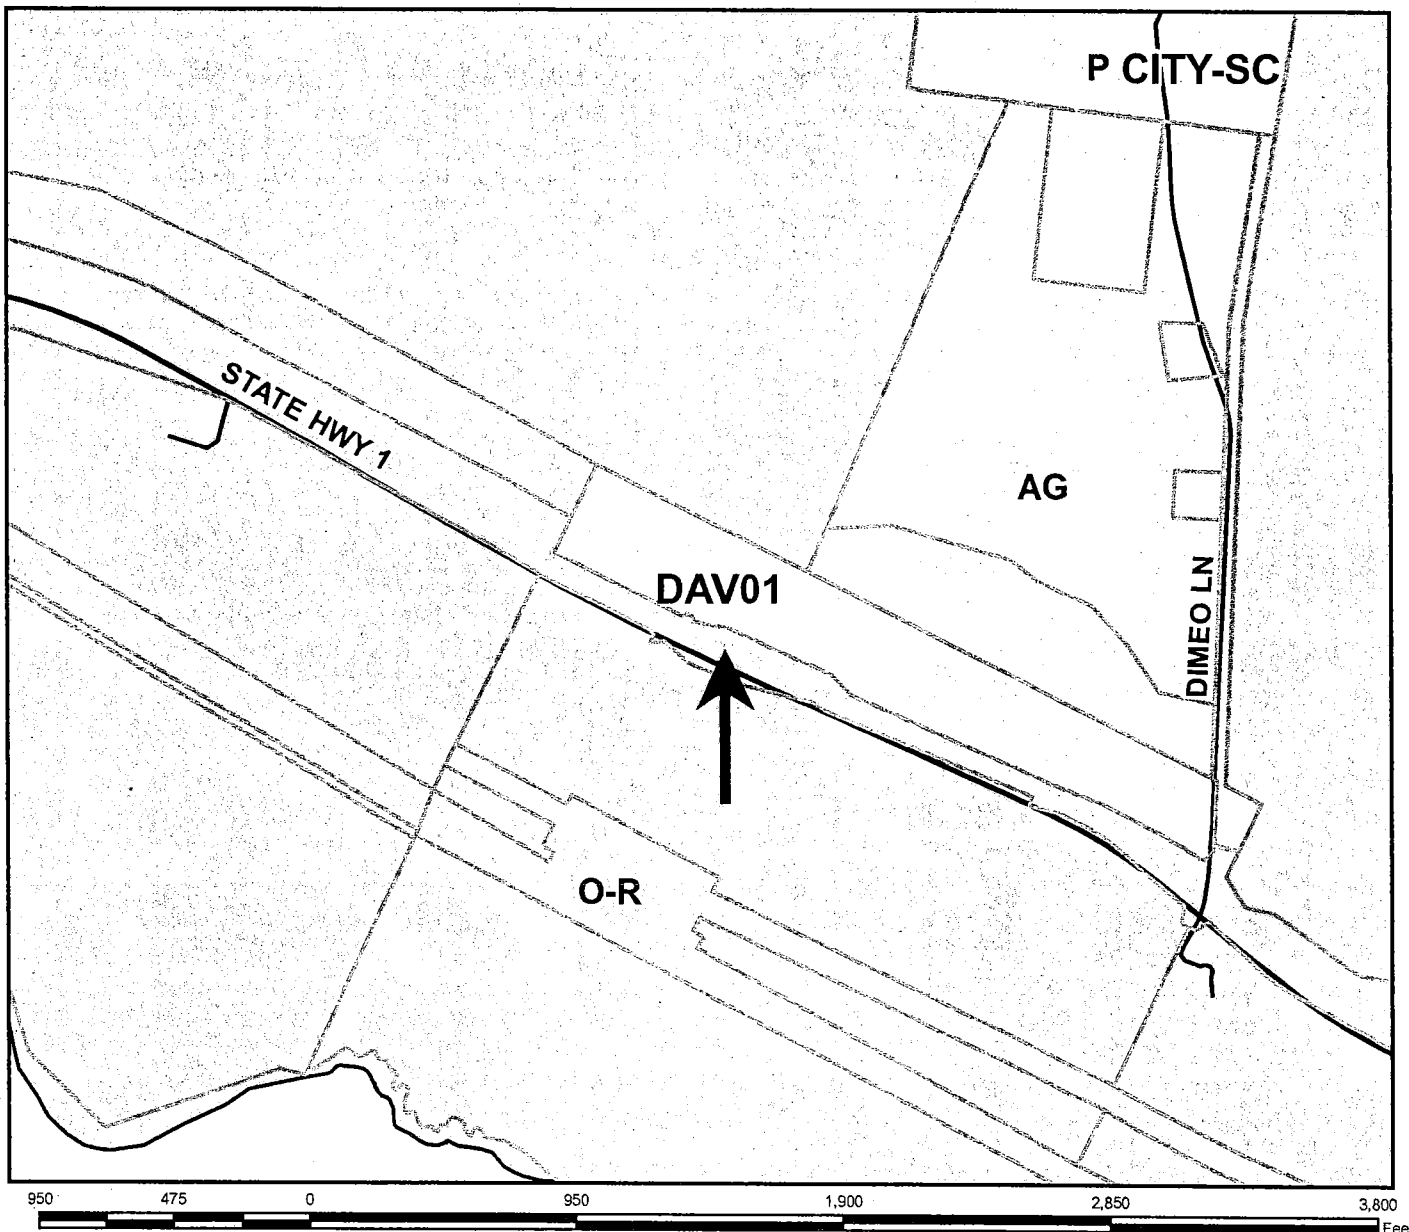 P CITY-SC
STATE HWY 1
AG
DAV01
DIMEO LN
O-R
950 475 0 950 1,900 2,850 3,800
Fee